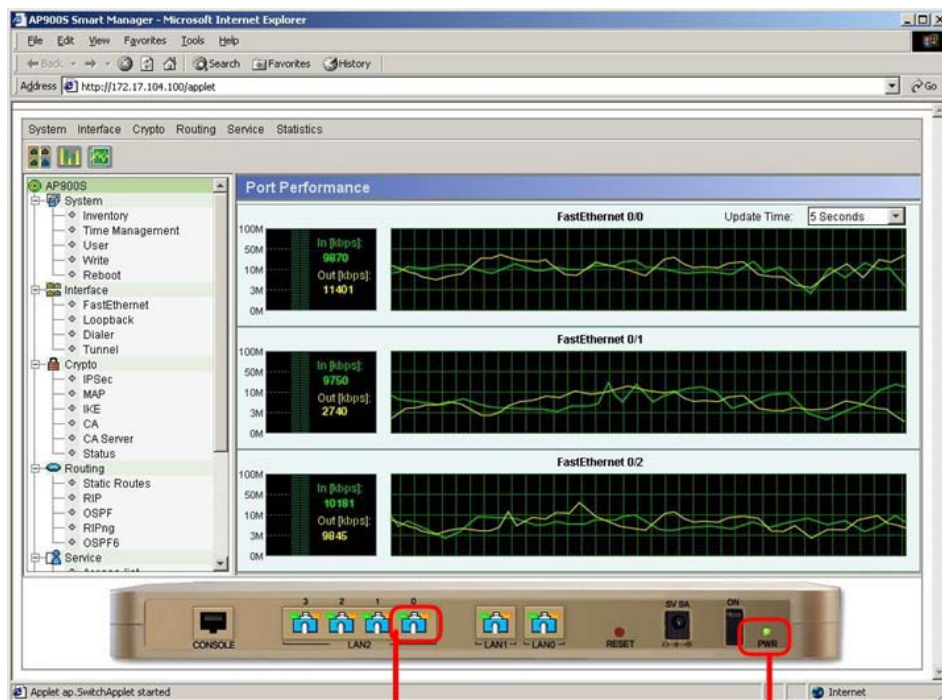 AP900S Smart Manager - Microsoft Internet Explorer
File Edit View Favorites Tools Help
Back Search Favorites History
Address http://172.17.104.100/applet Go
System Interface Crypto Routing Service Statistics
AP900S
System
Inventory
Time Management
User
Write
Reboot
Interface
FastEthernet
Loopback
Dialer
Tunnel
Crypto
IPSec
MAP
IKE
CA
CA Server
Status
Routing
Static Routes
RIP
OSPF
RIPng
OSPF6
Service
Port Performance
FastEthernet 0/0 Update Time: 5 Seconds
100M
50M
10M
3M
0M
In [kbps]:
9870
Out [kbps]:
11401
FastEthernet 0/1
100M
50M
10M
3M
0M
In [kbps]:
9750
Out [kbps]:
2740
FastEthernet 0/2
100M
50M
10M
3M
0M
In [kbps]:
10181
Out [kbps]:
9845
3 2 1 0
5V 5A ON
CONSOLE LAN2 LAN1 LAN0 RESET PWR
Applet ap.SwitchApplet started Internet